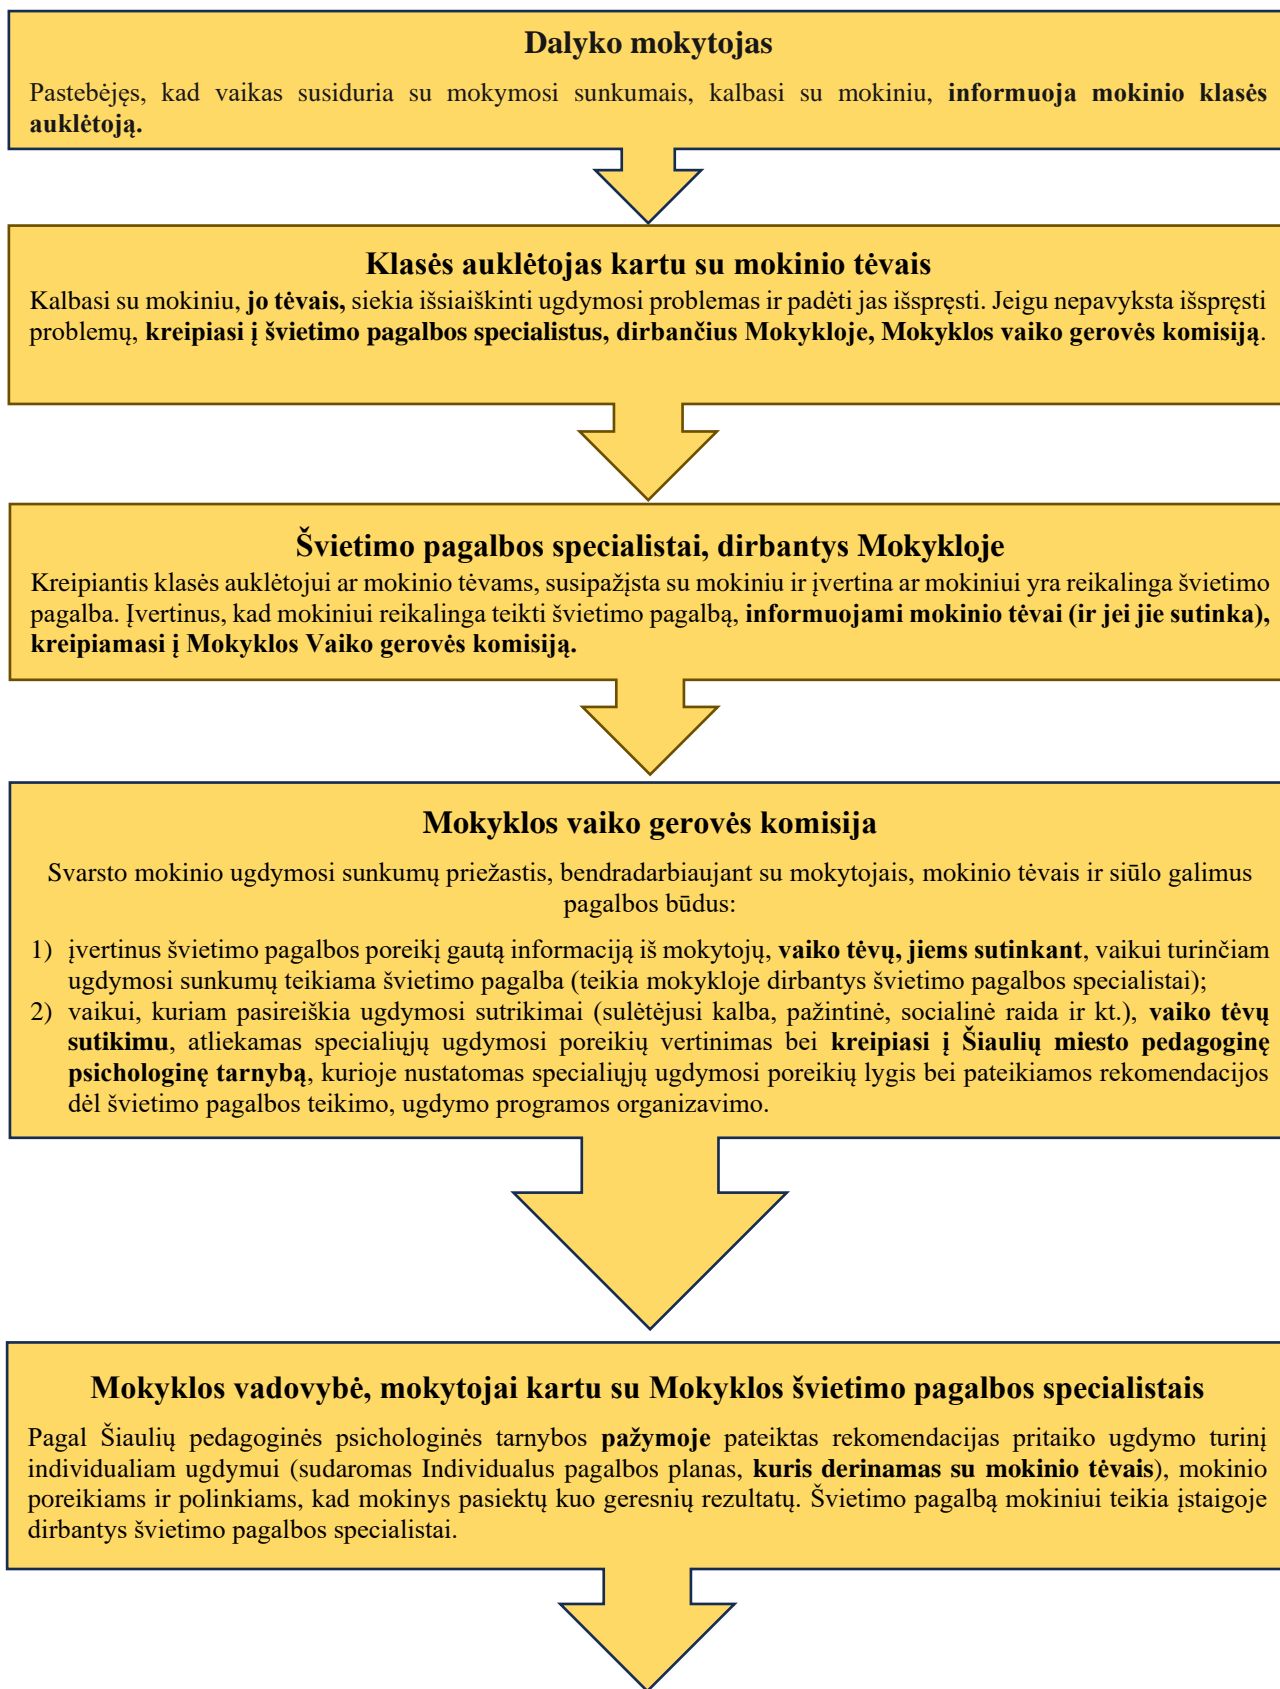 Dalyko mokytojas
Pastebėjęs, kad vaikas susiduria su mokymosi sunkumais, kalbasi su mokiniu, informuoja mokinio klasės
auklėtoją.
Klasės auklėtojas kartu su mokinio tėvais
Kalbasi su mokiniu, jo tėvais, siekia išsiaiškinti ugdymosi problemas ir padėti jas išspręsti. Jeigu nepavyksta išspręsti
problemų, kreipiasi į švietimo pagalbos specialistus, dirbančius Mokykloje, Mokyklos vaiko gerovės komisiją.
Švietimo pagalbos specialistai, dirbantys Mokykloje
Kreipiantis klasės auklėtojui ar mokinio tėvams, susipažįsta su mokiniu ir įvertina ar mokiniui yra reikalinga švietimo
pagalba. Įvertinus, kad mokiniui reikalinga teikti švietimo pagalbą, informuojami mokinio tėvai (ir jei jie sutinka),
kreipiamasi į Mokyklos Vaiko gerovės komisiją.
Mokyklos vaiko gerovės komisija
Svarsto mokinio ugdymosi sunkumų priežastis, bendradarbiaujant su mokytojais, mokinio tėvais ir siūlo galimus
pagalbos būdus:
1) įvertinus švietimo pagalbos poreikį gautą informaciją iš mokytojų, vaiko tėvų, jiems sutinkant, vaikui turinčiam
ugdymosi sunkumų teikiama švietimo pagalba (teikia mokykloje dirbantys švietimo pagalbos specialistai);
2) vaikui, kuriam pasireiškia ugdymosi sutrikimai (sulėtėjusi kalba, pažintinė, socialinė raida ir kt.), vaiko tėvų
sutikimu, atliekamas specialiųjų ugdymosi poreikių vertinimas bei kreipiasi į Šiaulių miesto pedagoginę
psichologinę tarnybą, kurioje nustatomas specialiųjų ugdymosi poreikių lygis bei pateikiamos rekomendacijos
dėl švietimo pagalbos teikimo, ugdymo programos organizavimo.
Mokyklos vadovybė, mokytojai kartu su Mokyklos švietimo pagalbos specialistais
Pagal Šiaulių pedagoginės psichologinės tarnybos pažymoje pateiktas rekomendacijas pritaiko ugdymo turinį
individualiam ugdymui (sudaromas Individualus pagalbos planas, kuris derinamas su mokinio tėvais), mokinio
poreikiams ir polinkiams, kad mokinys pasiektų kuo geresnių rezultatų. Švietimo pagalbą mokiniui teikia įstaigoje
dirbantys švietimo pagalbos specialistai.